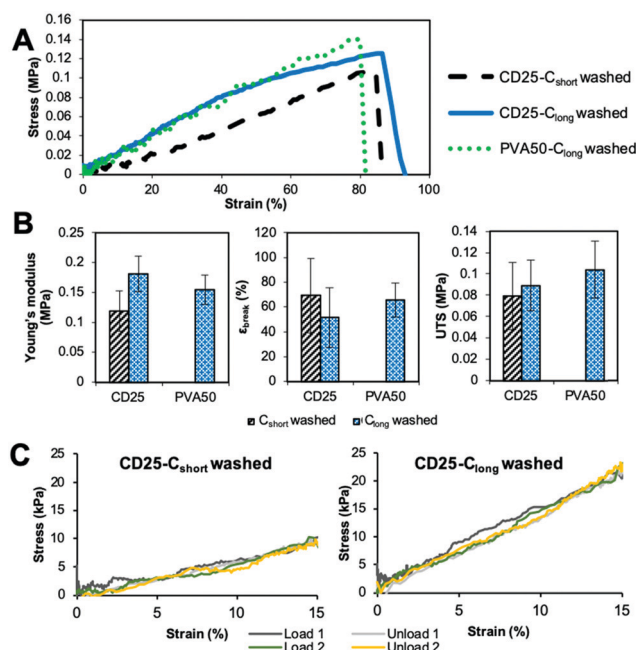 A
0.16
0.14
0.12
0.1
0.08
0.06
0.04
0.02
0
Stress (MPa)
0 20 40 60 80 100
Strain (%)
CD25-Cshort washed
CD25-Clong washed
PVA50-Clong washed
B
0.25
0.2
0.15
0.1
0.05
0
Young's modulus
(MPa)
CD25 PVA50
120
100
80
60
40
20
0
εbreak
(%)
CD25 PVA50
0.14
0.12
0.1
0.08
0.06
0.04
0.02
0
UTS (MPa)
CD25 PVA50
Cshort washed Clong washed
C
CD25-Cshort washed
25
20
15
10
5
0
Stress (kPa)
0 5 10 15
Strain (%)
CD25-Clong washed
25
20
15
10
5
0
Stress (kPa)
0 5 10 15
Strain (%)
Load 1 Unload 1
Load 2 Unload 2